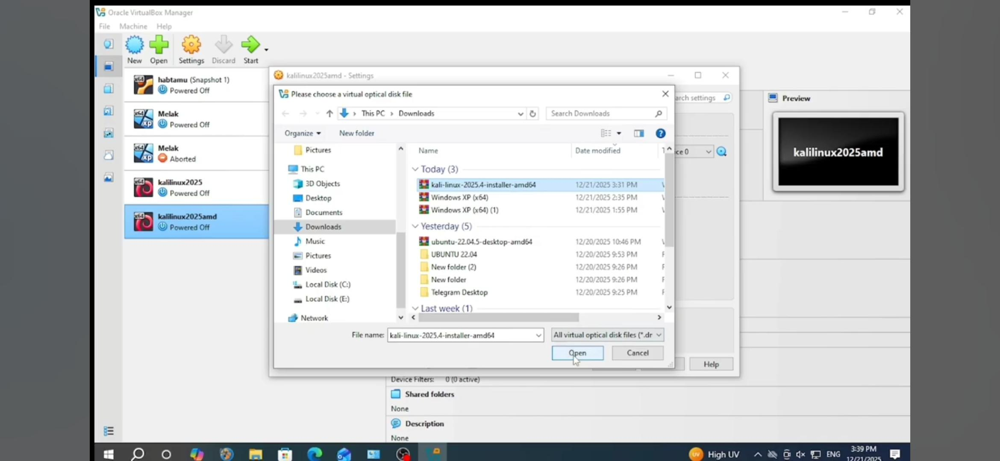 Oracle VirtualBox Manager
File Machine Help
New Open Settings Discard Start
habtamu (Snapshot 1)
Powered Off
Melak
Powered Off
Melak
Aborted
kalilinux2025
Powered Off
kalilinux2025amd
Powered Off
kalilinux2025amd - Settings
Please choose a virtual optical disk file
This PC › Downloads
Search Downloads
Organize
New folder
Pictures
This PC
3D Objects
Desktop
Documents
Downloads
Music
Pictures
Videos
Local Disk (C:)
Local Disk (E:)
Network
Name Date modified
Today (3)
kali-linux-2025.4-installer-amd64 12/21/2025 3:31 PM
Windows XP (x64) 12/21/2025 2:35 PM
Windows XP (x64) (1) 12/21/2025 1:55 PM
Yesterday (5)
ubuntu-22.04.5-desktop-amd64 12/20/2025 10:46 PM
UBUNTU 22.04 12/20/2025 9:53 PM
New folder (2) 12/20/2025 9:26 PM
New folder 12/20/2025 9:26 PM
Telegram Desktop 12/20/2025 9:25 PM
Last week (1)
File name: kali-linux-2025.4-installer-amd64 All virtual optical disk files (*.dr
Open Cancel
arch settings
ice 0
Help
Preview
kalilinux2025amd
Device Filters: 0 (0 active)
Shared folders
None
Description
None
UV High UV ENG 3:39 PM
12/21/2025